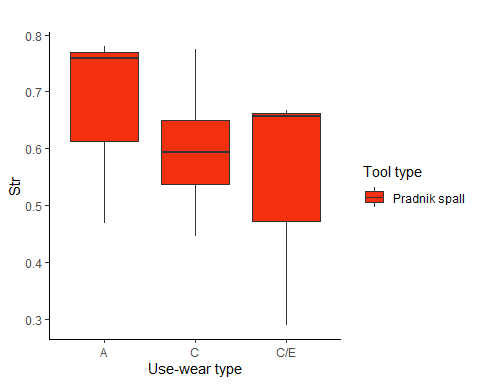 0.8
0.7
0.6
0.5
0.4
0.3
Str
A
C
C/E
Use-wear type
Tool type
Pradnik spall